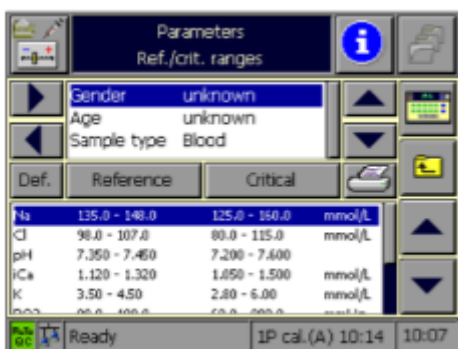 Parameters
Ref./crit. ranges
Gender unknown
Age unknown
Sample type Blood
Def. Reference Critical
Na 135.0 - 148.0 125.0 - 160.0 mmol/L
Cl 98.0 - 107.0 80.0 - 115.0 mmol/L
pH 7.350 - 7.450 7.200 - 7.600
iCa 1.120 - 1.320 1.050 - 1.500 mmol/L
K 3.50 - 4.50 2.80 - 6.00 mmol/L
QC Ready 1P cal.(A) 10:14 10:07